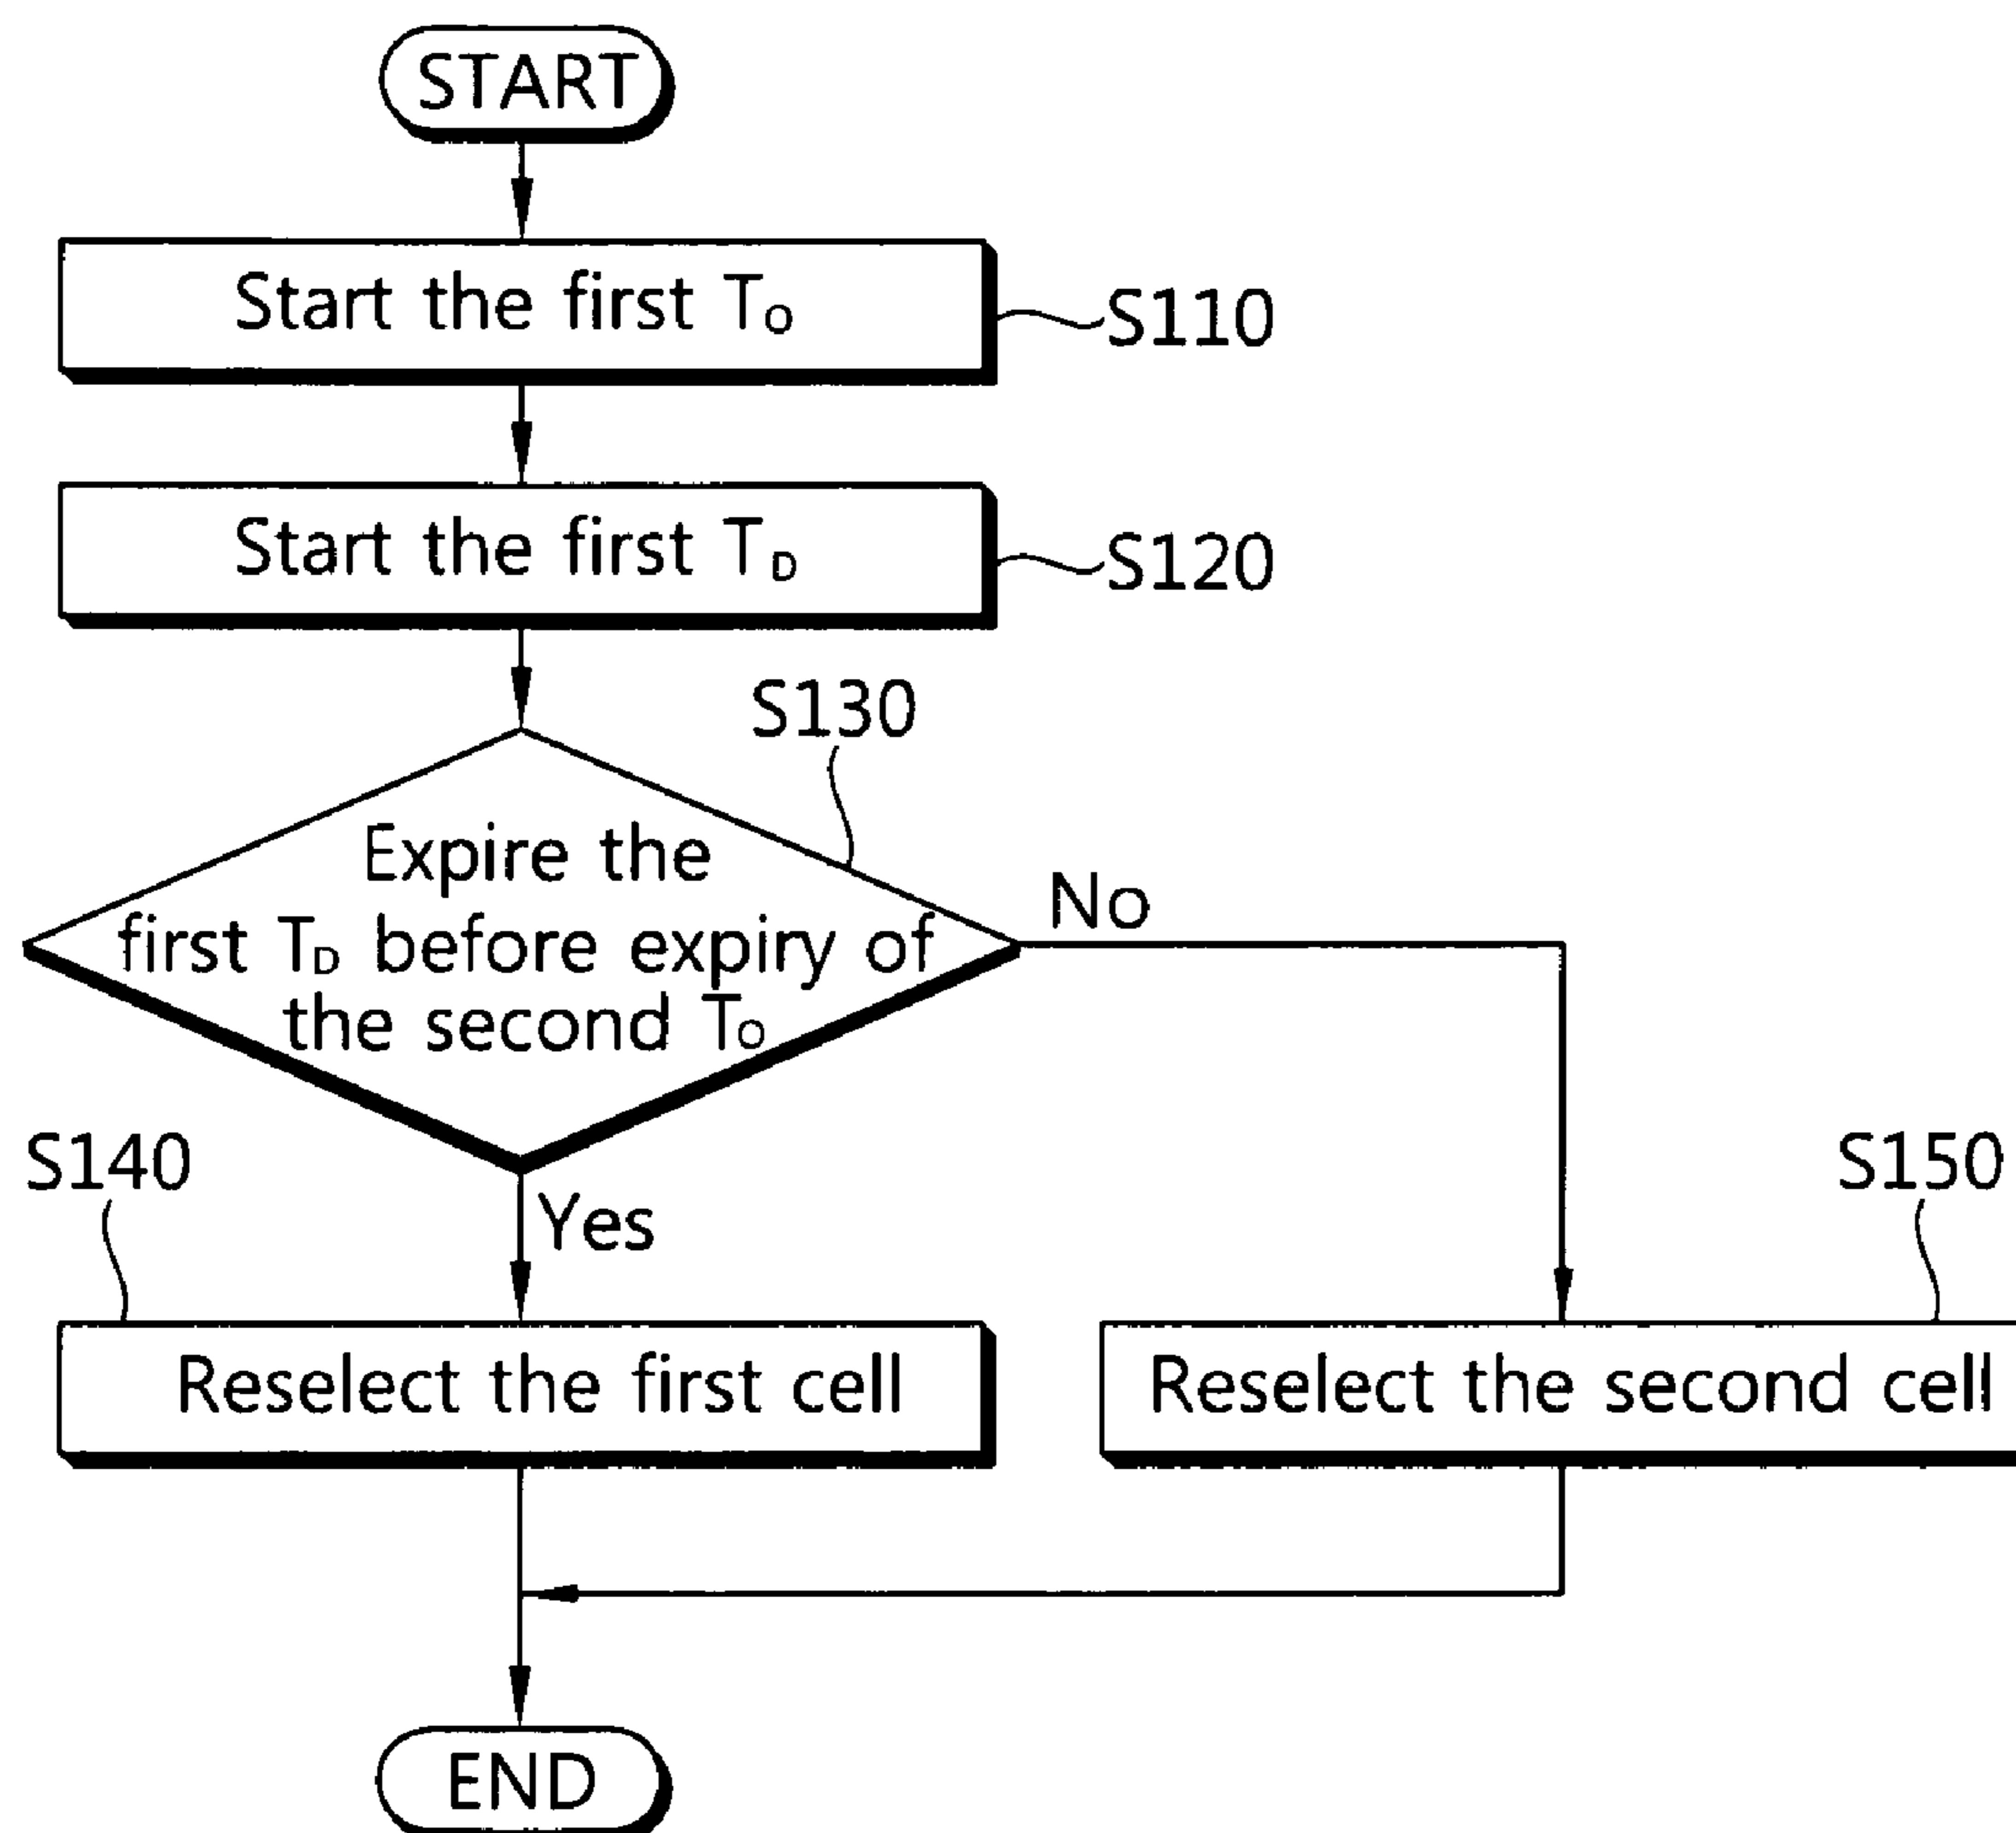 START
Start the first TO
S110
Start the first TD
S120
S130
Expire the
first TD before expiry of
the second TO
No
Yes
S140
S150
Reselect the first cell
Reselect the second cell
END